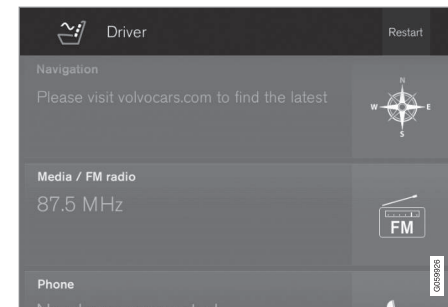 Driver
Restart
Navigation
Please visit volvocars.com to find the latest
N
W
E
S
Media / FM radio
87.5 MHz
FM
Phone
G059926